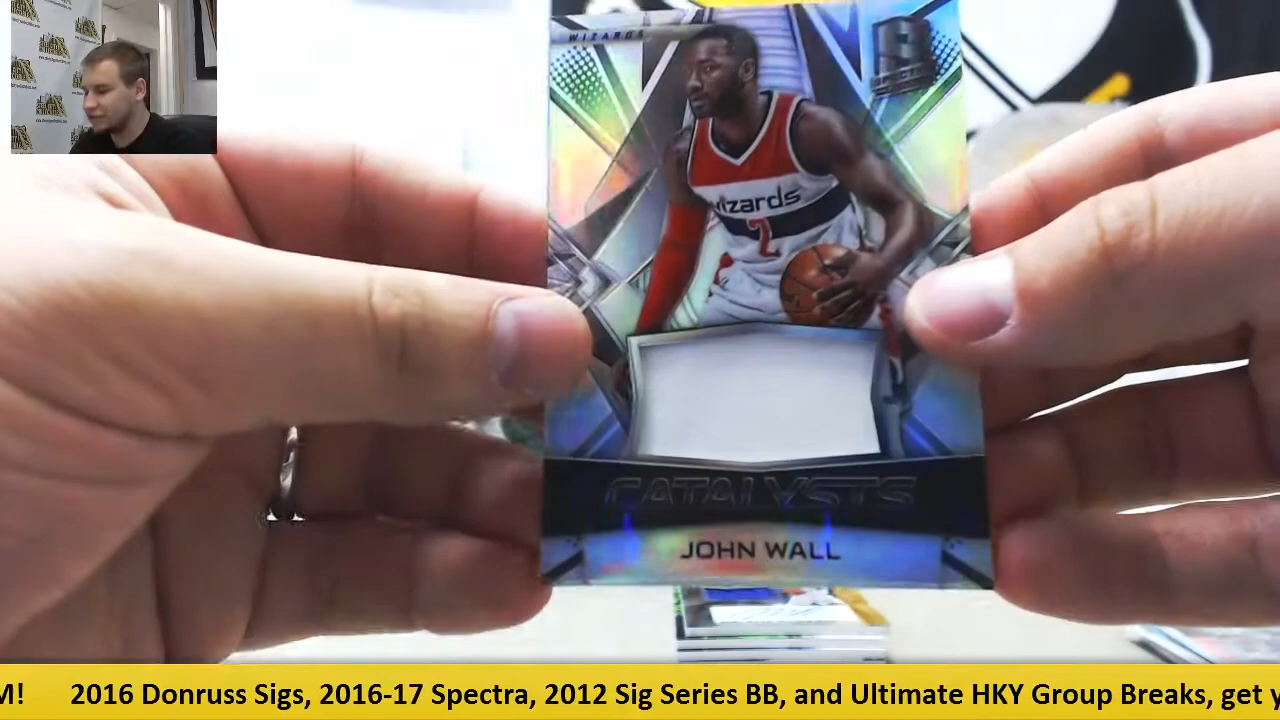 WIZARDS
wizards
2
CATALYSTS
JOHN WALL
M! 2016 Donruss Sigs, 2016-17 Spectra, 2012 Sig Series BB, and Ultimate HKY Group Breaks, get y